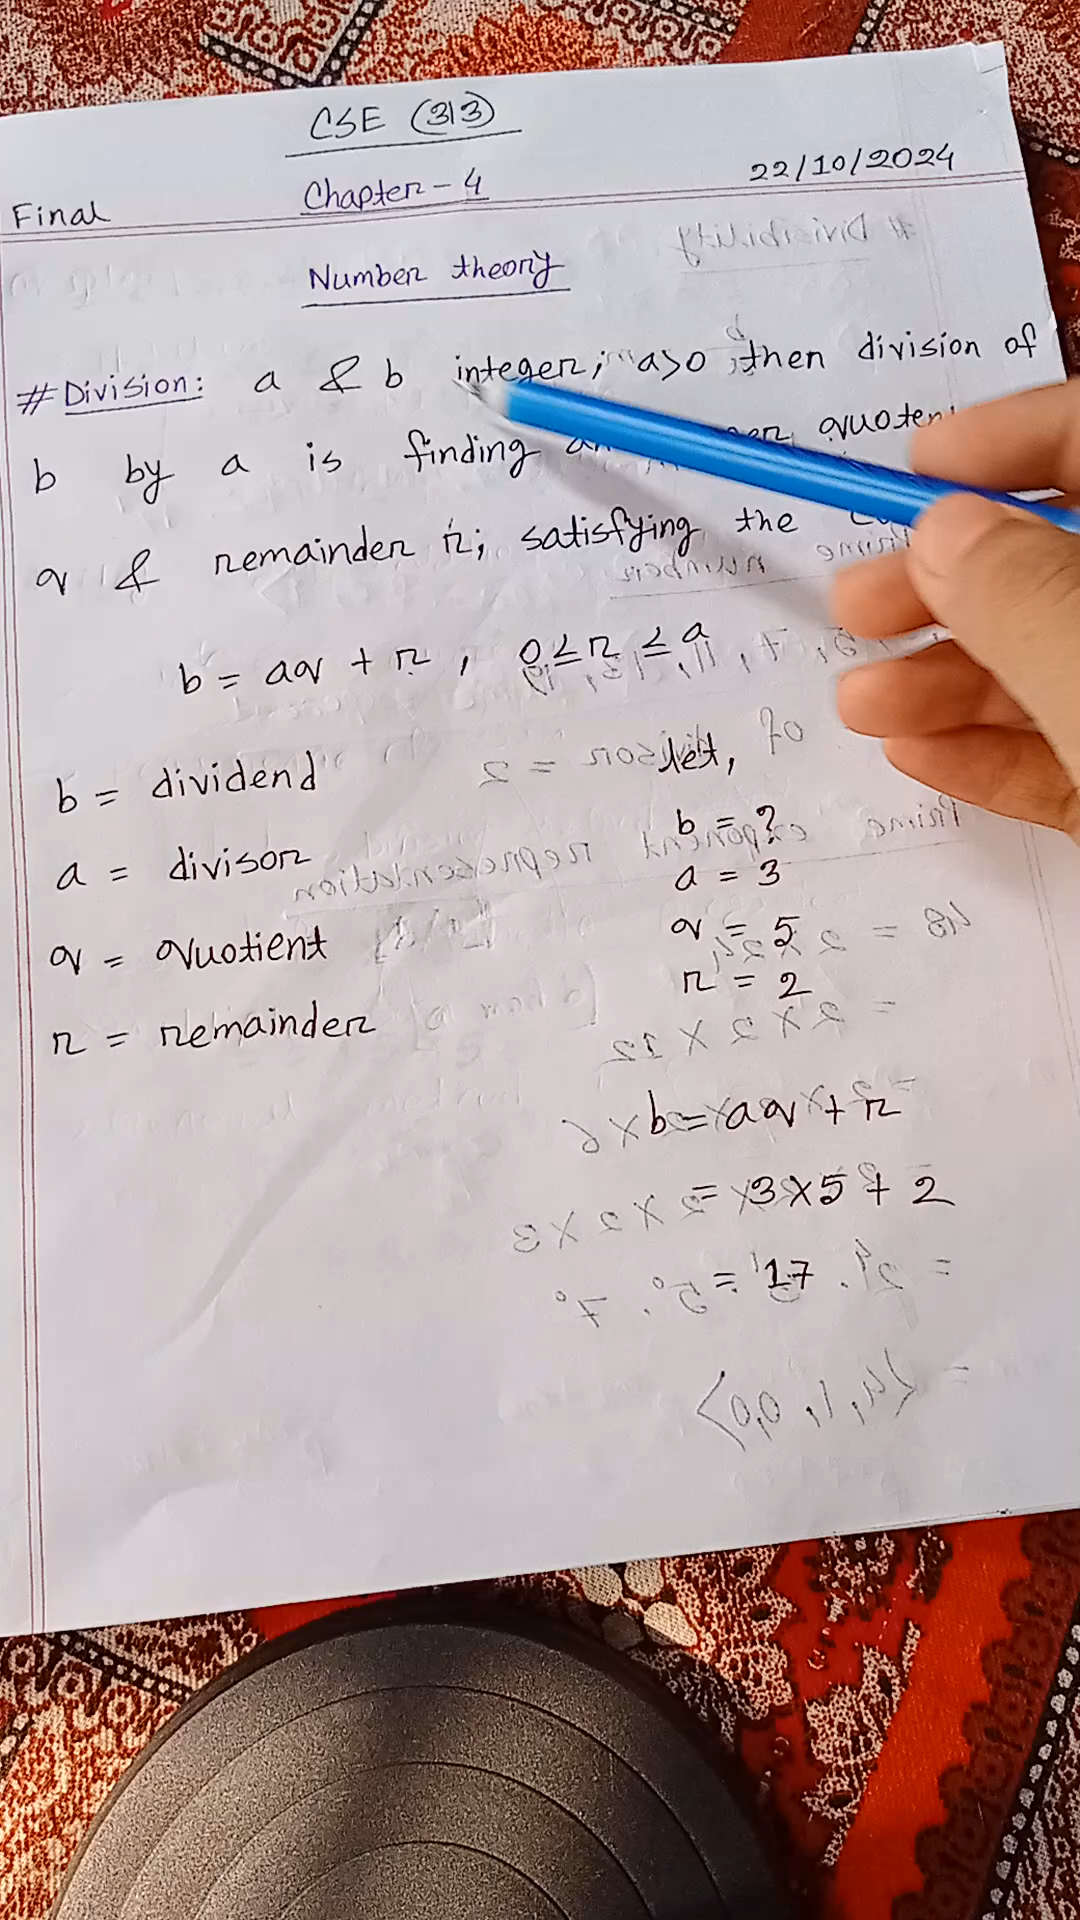 CSE (313)
Final Chapter - 4 22/10/2024
Number theory
# Division: a & b integer; a>0 then division of
b by a is finding
q & remainder r; satisfying the
b = aq + r , 0 ≤ r ≤ a
b = dividend
a = divisor
q = Quotient
r = remainder
let,
b = ?
a = 3
q = 5
r = 2
b = aq + r
= 3 × 5 + 2
= 17